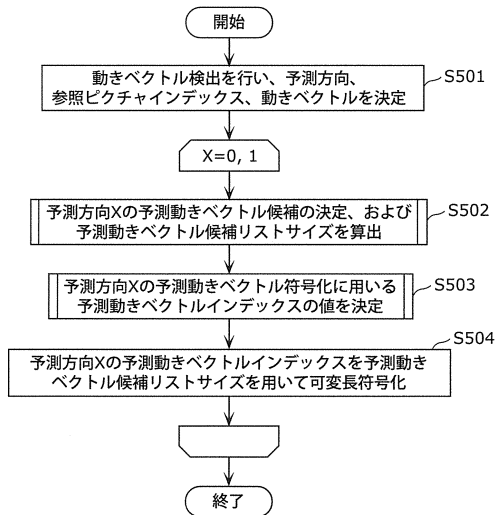 開始
動きベクトル検出を行い、予測方向、
参照ピクチャインデックス、動きベクトルを決定
S501
X=0, 1
予測方向Xの予測動きベクトル候補の決定、および
予測動きベクトル候補リストサイズを算出
S502
予測方向Xの予測動きベクトル符号化に用いる
予測動きベクトルインデックスの値を決定
S503
S504
予測方向Xの予測動きベクトルインデックスを予測動き
ベクトル候補リストサイズを用いて可変長符号化
終了